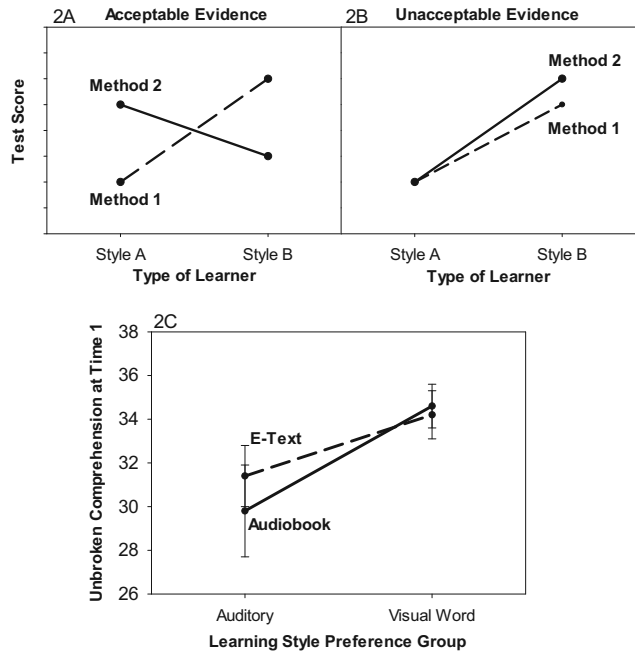 2A
Acceptable Evidence
2B
Unacceptable Evidence
Test Score
Method 2
Method 1
Style A
Style B
Type of Learner
Method 2
Method 1
Style A
Style B
Type of Learner
2C
Unbroken Comprehension at Time 1
38
36
34
32
30
28
26
E-Text
Audiobook
Auditory
Visual Word
Learning Style Preference Group